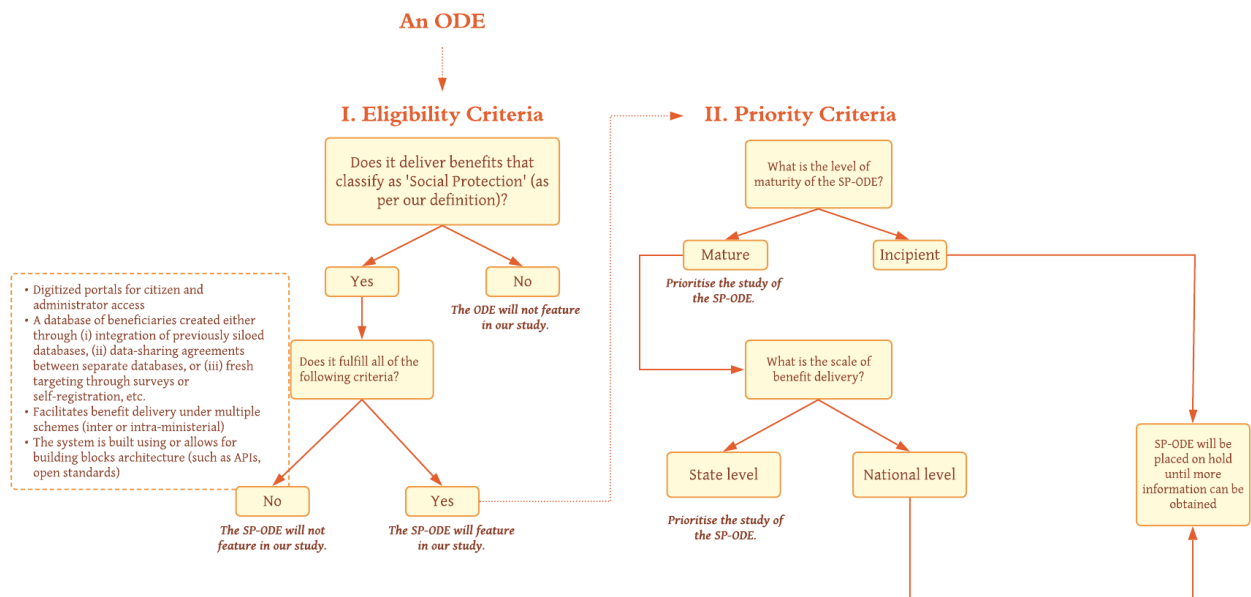 An ODE
I. Eligibility Criteria
Does it deliver benefits that
classify as 'Social Protection' (as
per our definition)?
Yes
No
The ODE will not feature
in our study.
• Digitized portals for citizen and
administrator access
• A database of beneficiaries created either
through (i) integration of previously siloed
databases, (ii) data-sharing agreements
between separate databases, or (iii) fresh
targeting through surveys or
self-registration, etc.
• Facilitates benefit delivery under multiple
schemes (inter or intra-ministerial)
• The system is built using or allows for
building blocks architecture (such as APIs,
open standards)
Does it fulfill all of the
following criteria?
No
The SP-ODE will not
feature in our study.
Yes
The SP-ODE will feature
in our study.
II. Priority Criteria
What is the level of
maturity of the SP-ODE?
Mature
Prioritise the study of
the SP-ODE.
Incipient
What is the scale of
benefit delivery?
State level
Prioritise the study of
the SP-ODE.
National level
SP-ODE will be
placed on hold
until more
information can be
obtained